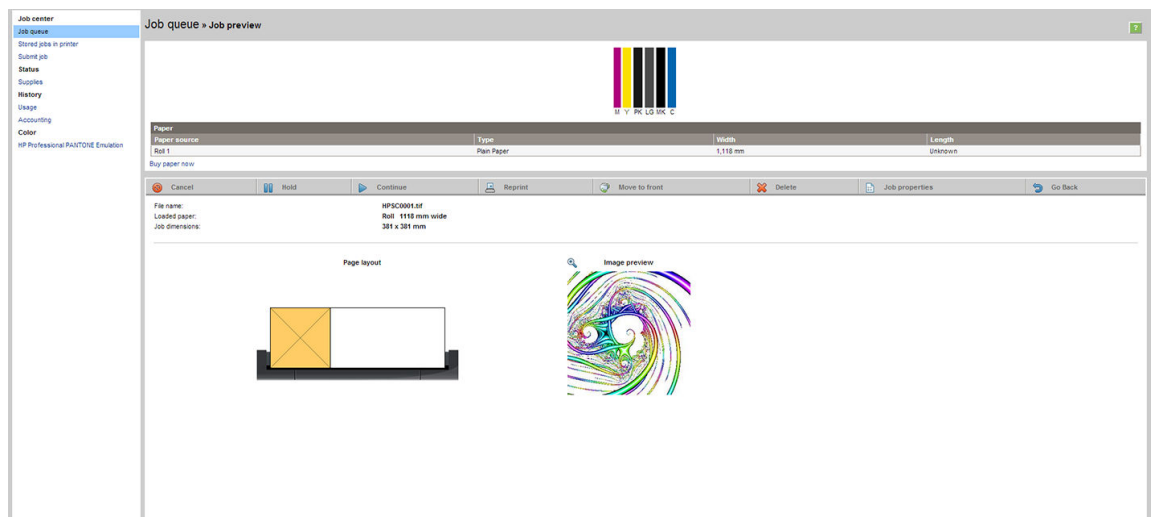 Job center
Job queue
Stored jobs in printer
Submit job
Status
Supplies
History
Usage
Accounting
Color
HP Professional PANTONE Emulation
Job queue » Job preview
?
M Y PK LG MK C
Paper
Paper source Type Width Length
Roll 1 Plain Paper 1,118 mm Unknown
Buy paper now
Cancel Hold Continue Reprint Move to front Delete Job properties Go Back
File name: HPSC0001.tif
Loaded paper: Roll 1118 mm wide
Job dimensions: 381 x 381 mm
Page layout Image preview